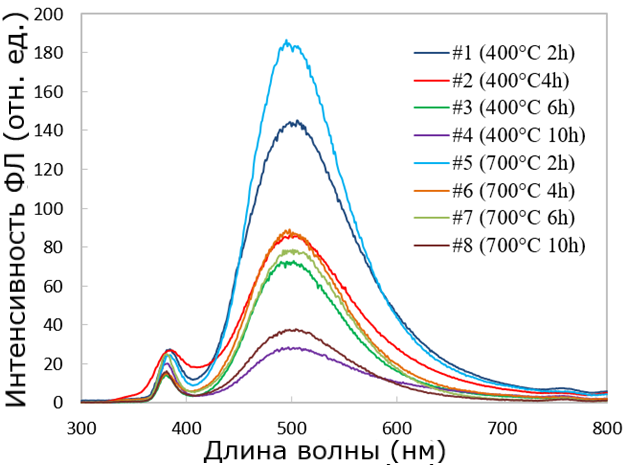 Интенсивность ФЛ (отн. ед.)
200
180
160
140
120
100
80
60
40
20
0
#1 (400°C 2h)
#2 (400°C4h)
#3 (400°C 6h)
#4 (400°C 10h)
#5 (700°C 2h)
#6 (700°C 4h)
#7 (700°C 6h)
#8 (700°C 10h)
300 400 500 600 700 800
Длина волны (нм)